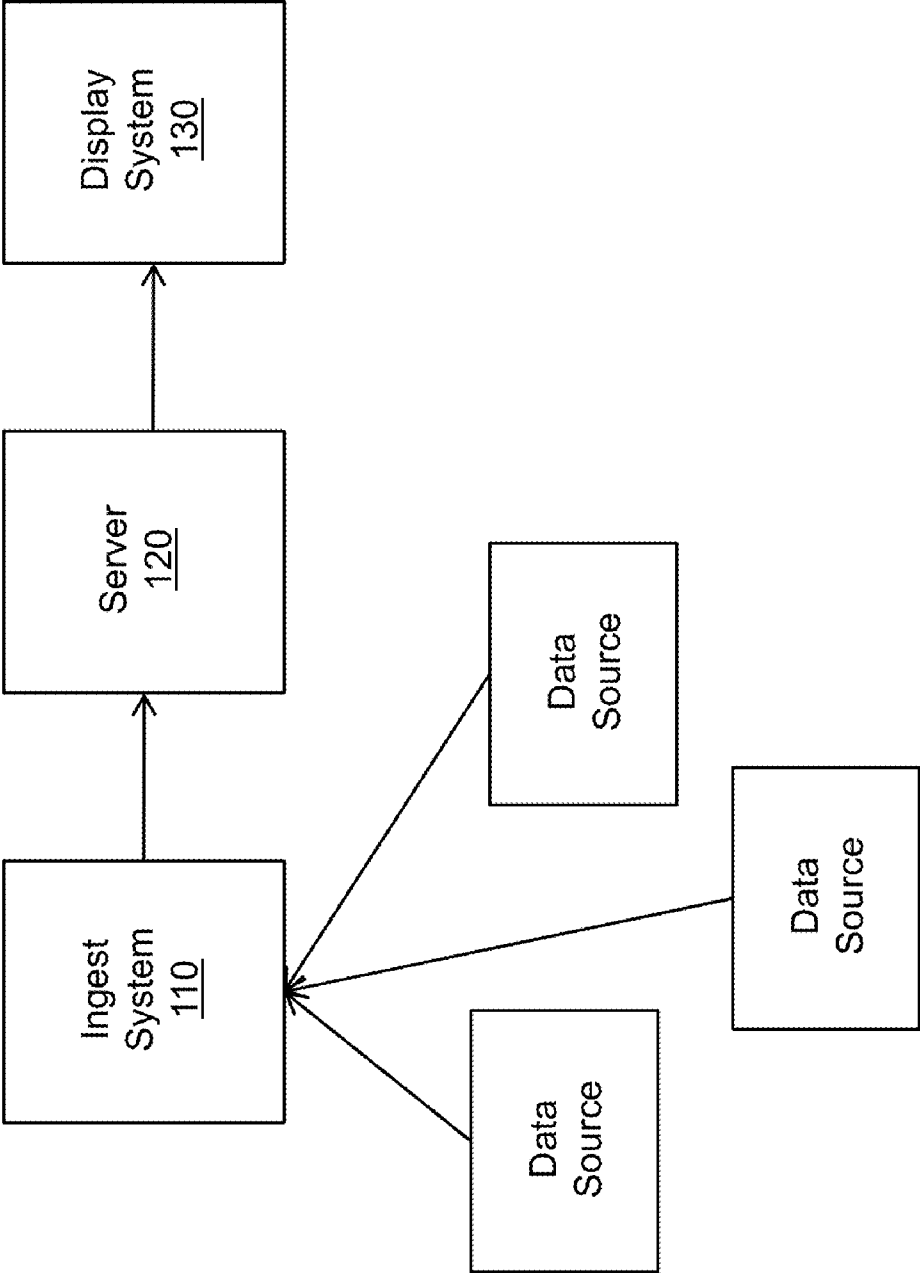 Ingest
System
110
Server
120
Display
System
130
Data
Source
Data
Source
Data
Source